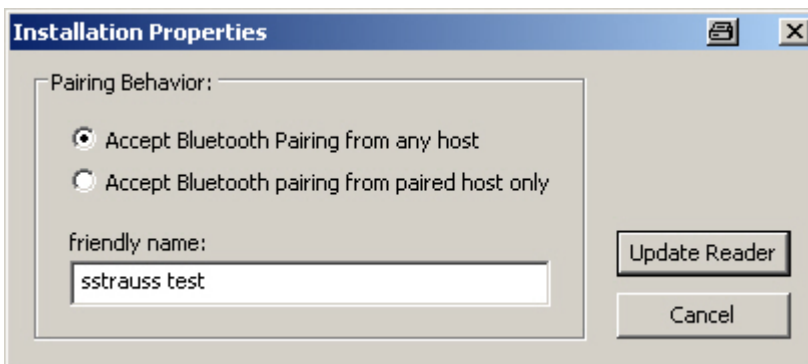 Installation Properties
Pairing Behavior:
Accept Bluetooth Pairing from any host
Accept Bluetooth pairing from paired host only
friendly name:
sstrauss test
Update Reader
Cancel